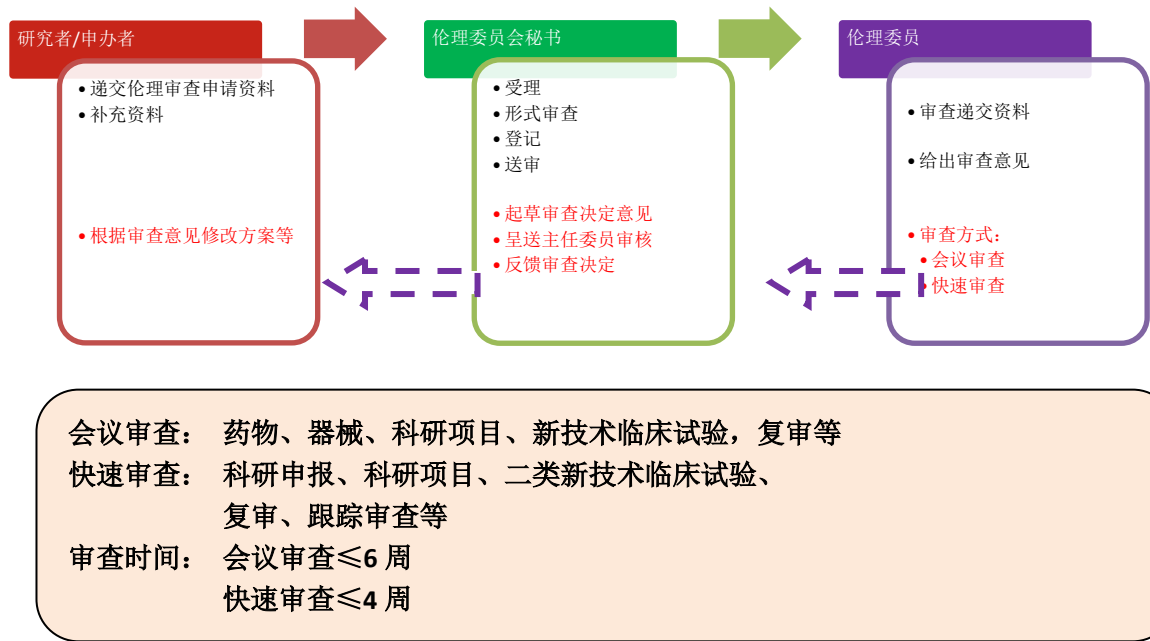 研究者/申办者
• 递交伦理审查申请资料
• 补充资料
• 根据审查意见修改方案等
伦理委员会秘书
• 受理
• 形式审查
• 登记
• 送审
• 起草审查决定意见
• 呈送主任委员审核
• 反馈审查决定
伦理委员
• 审查递交资料
• 给出审查意见
• 审查方式：
• 会议审查
• 快速审查
会议审查： 药物、器械、科研项目、新技术临床试验，复审等
快速审查： 科研申报、科研项目、二类新技术临床试验、
复审、跟踪审查等
审查时间： 会议审查≤6 周
快速审查≤4 周